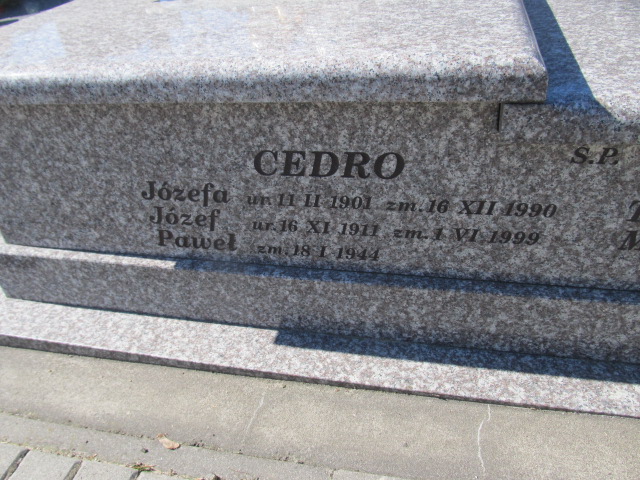 CEDRO
Józefa ur. 11 II 1901 zm. 16 XII 1990
Józef ur. 16 XI 1911 zm. 1 VI 1999
Paweł zm. 18 I 1944
S.P.